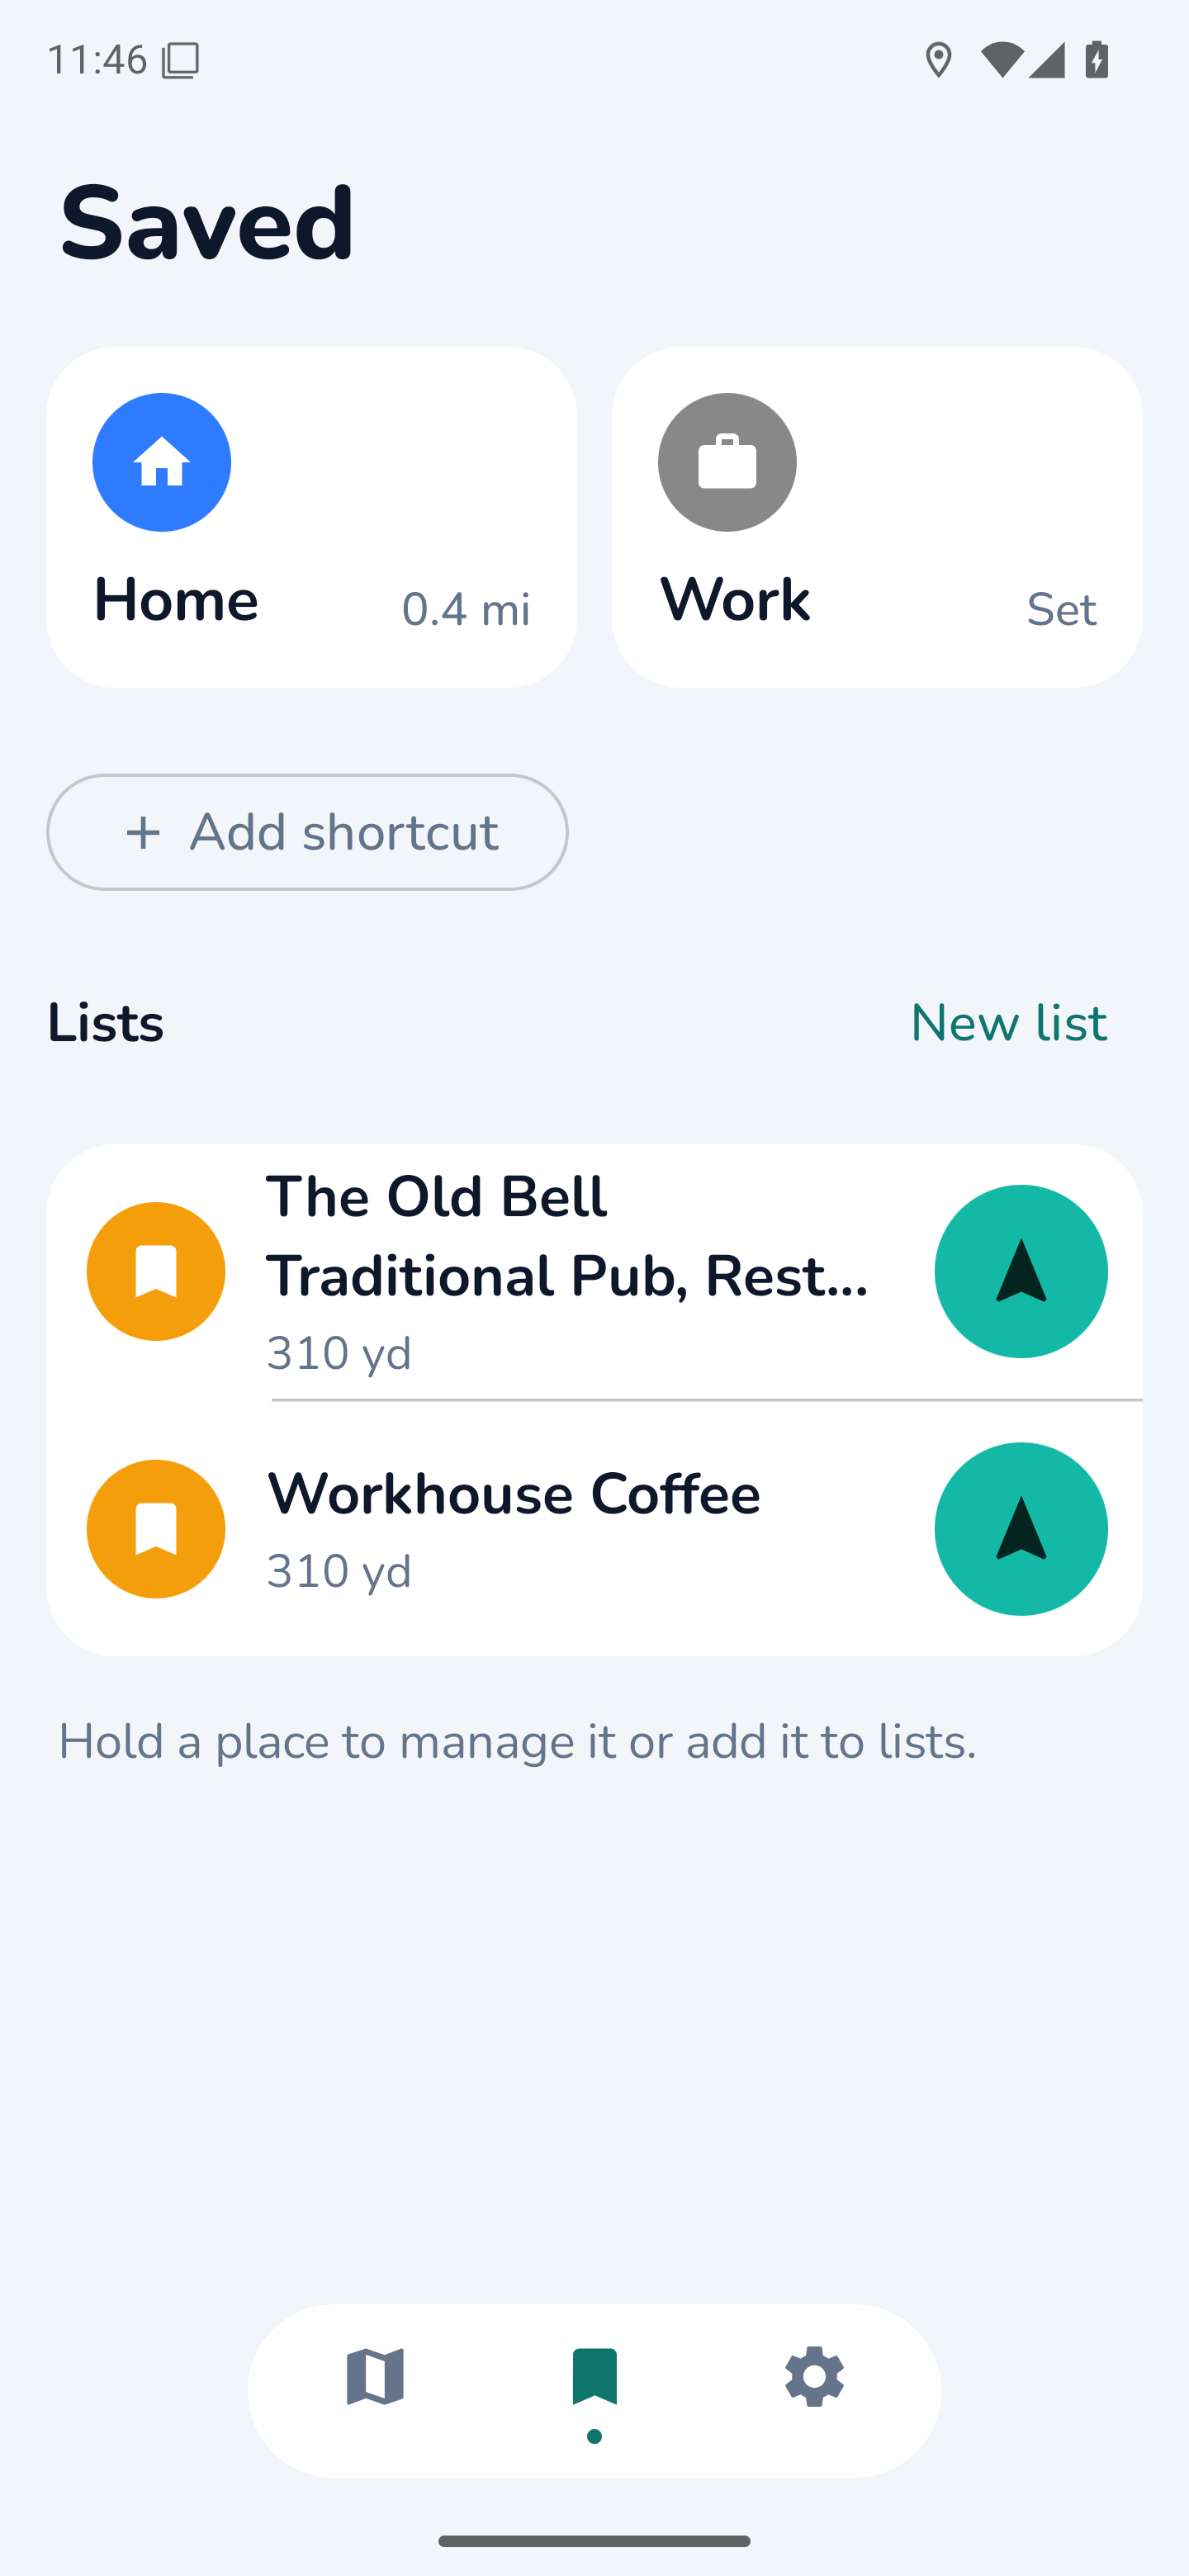 11:46
Saved
Home
0.4 mi
Work
Set
+ Add shortcut
Lists
New list
The Old Bell
Traditional Pub, Rest...
310 yd
Workhouse Coffee
310 yd
Hold a place to manage it or add it to lists.